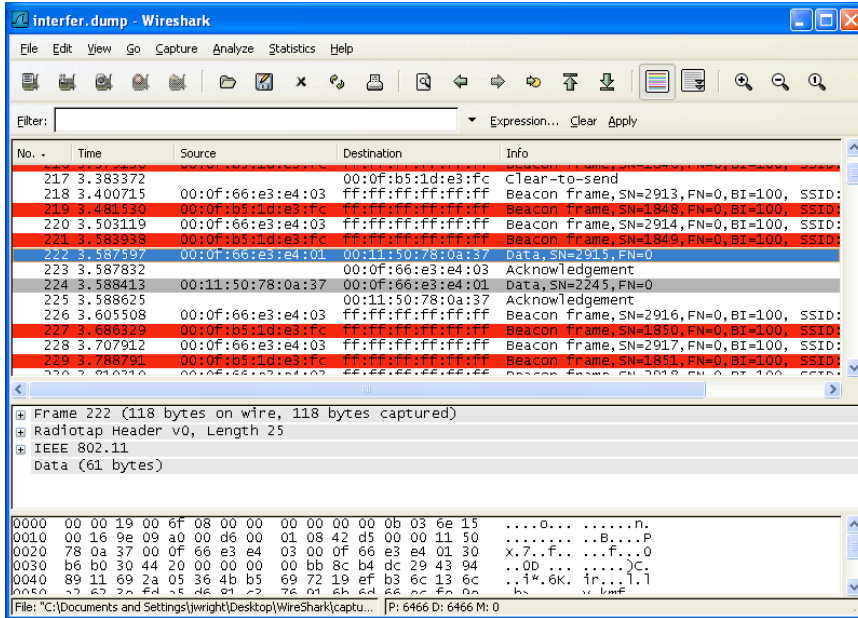 interfer.dump - Wireshark
File Edit View Go Capture Analyze Statistics Help
Filter: Expression... Clear Apply
No. . Time Source Destination Info
217 3.383372 00:0f:b5:1d:e3:fc Clear-to-send
218 3.400715 00:0f:66:e3:e4:03 ff:ff:ff:ff:ff:ff Beacon frame,SN=2913,FN=0,BI=100, SSID:
219 3.481530 00:0f:b5:1d:e3:fc ff:ff:ff:ff:ff:ff Beacon frame,SN=1848,FN=0,BI=100, SSID:
220 3.503119 00:0f:66:e3:e4:03 ff:ff:ff:ff:ff:ff Beacon frame,SN=2914,FN=0,BI=100, SSID:
221 3.583938 00:0f:b5:1d:e3:fc ff:ff:ff:ff:ff:ff Beacon frame,SN=1849,FN=0,BI=100, SSID:
222 3.587597 00:0f:66:e3:e4:01 00:11:50:78:0a:37 Data,SN=2915,FN=0
223 3.587832 00:0f:66:e3:e4:03 Acknowledgement
224 3.588413 00:11:50:78:0a:37 00:0f:66:e3:e4:01 Data,SN=2245,FN=0
225 3.588625 00:11:50:78:0a:37 Acknowledgement
226 3.605508 00:0f:66:e3:e4:03 ff:ff:ff:ff:ff:ff Beacon frame,SN=2916,FN=0,BI=100, SSID:
227 3.686329 00:0f:b5:1d:e3:fc ff:ff:ff:ff:ff:ff Beacon frame,SN=1850,FN=0,BI=100, SSID:
228 3.707912 00:0f:66:e3:e4:03 ff:ff:ff:ff:ff:ff Beacon frame,SN=2917,FN=0,BI=100, SSID:
229 3.788791 00:0f:b5:1d:e3:fc ff:ff:ff:ff:ff:ff Beacon frame,SN=1851,FN=0,BI=100, SSID:
Frame 222 (118 bytes on wire, 118 bytes captured)
Radiotap Header v0, Length 25
IEEE 802.11
Data (61 bytes)
0000 00 00 19 00 6f 08 00 00 00 00 00 00 0b 03 6e 15 ....o... ......n.
0010 00 16 9e 09 a0 00 d6 00 01 08 42 d5 00 00 11 50 ........ ..B....P
0020 78 0a 37 00 0f 66 e3 e4 03 00 0f 66 e3 e4 01 30 x.7..f.. ...f...0
0030 b6 b0 30 44 20 00 00 00 00 bb 8c b4 dc 29 43 94 ..0D ... .....)C.
0040 89 11 69 2a 05 36 4b b5 69 72 19 ef b3 6c 13 6c ..i*.6K. ir...l.l
File: "C:\Documents and Settings\jwright\Desktop\WireShark\captu... P: 6466 D: 6466 M: 0